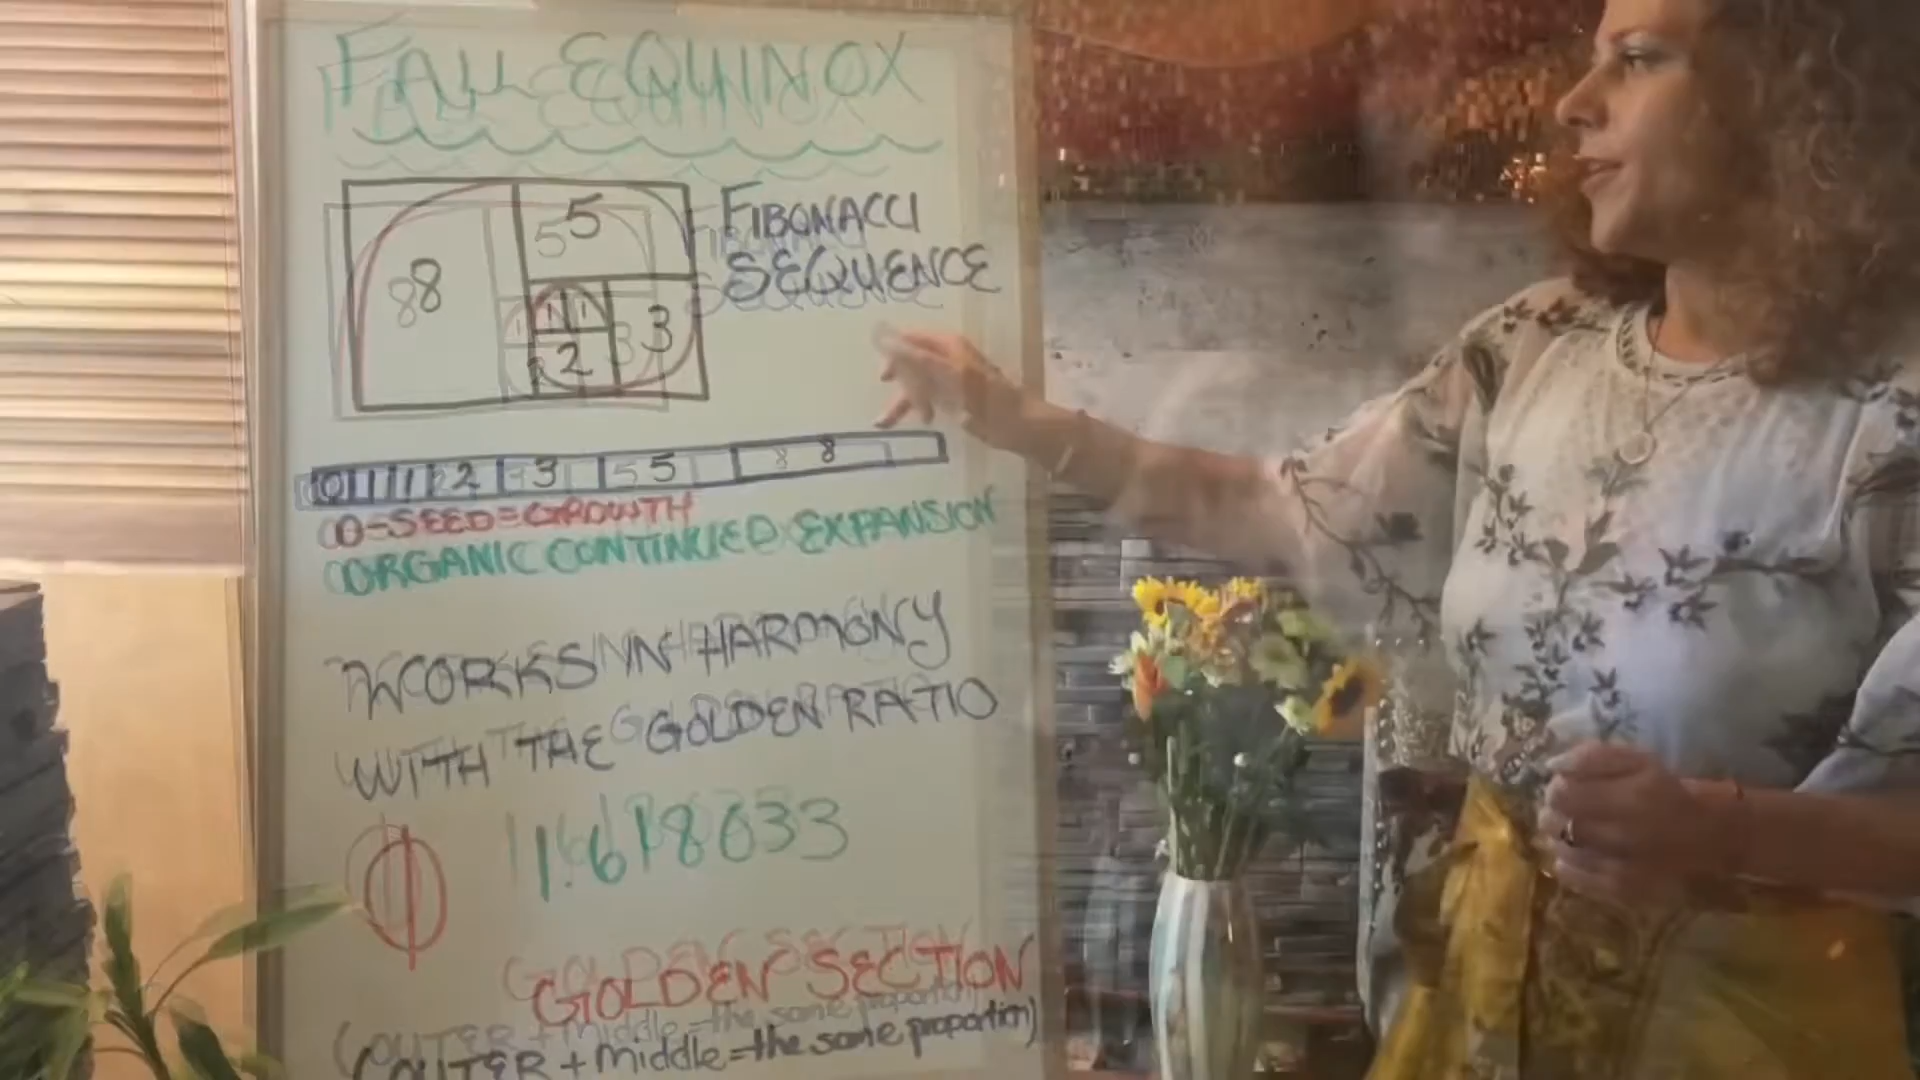 FALL EQUINOX
8 5 1 1 2 3
FIBONACCI
SEQUENCE
0 1 1 2 3 5 8
0-SEED=GROWTH
ORGANIC CONTINUED EXPANSION
WORKS IN HARMONY
WITH THE GOLDEN RATIO
1.618033
GOLDEN SECTION
(OUTER + middle = the same proportion)